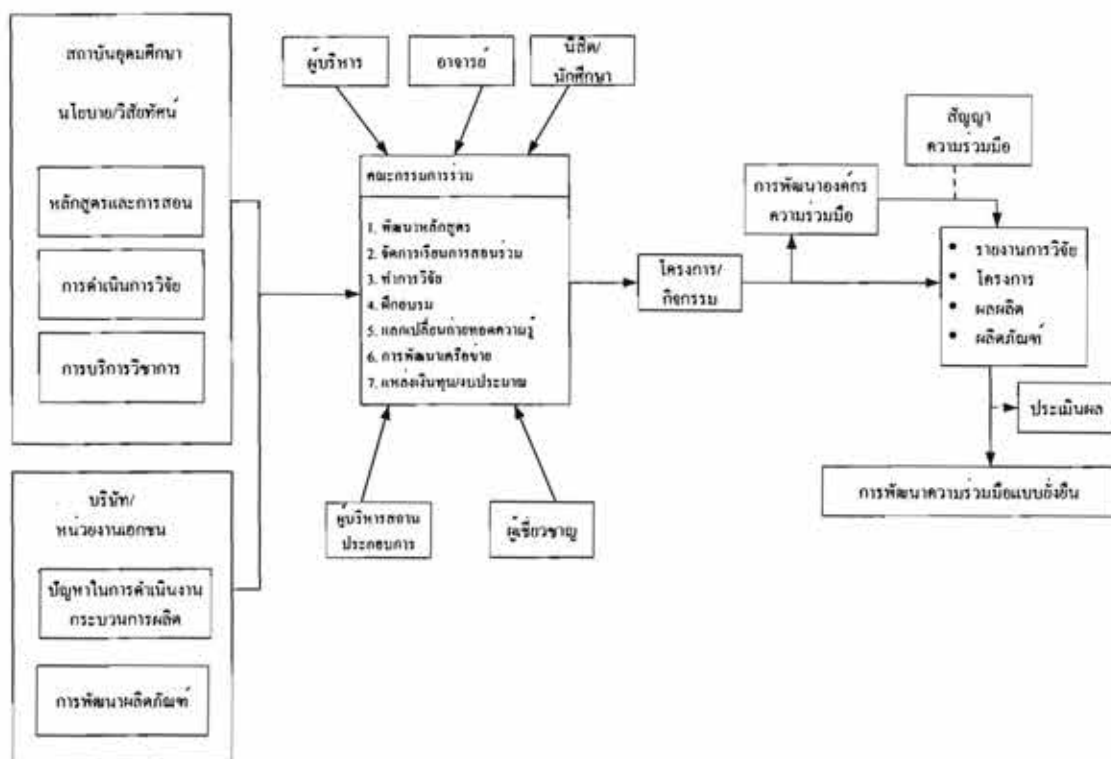 สถาบันอุดมศึกษา
นโยบาย/วิสัยทัศน์
หลักสูตรและการสอน
การดำเนินการวิจัย
การบริการวิชาการ
บริษัท/
หน่วยงานเอกชน
ปัญหาในการดำเนินงาน
กระบวนการผลิต
การพัฒนาผลิตภัณฑ์
ผู้บริหาร
อาจารย์
นิสิต/
นักศึกษา
คณะกรรมการร่วม
1. พัฒนาหลักสูตร
2. จัดการเรียนการสอนร่วม
3. ทำการวิจัย
4. ฝึกอบรม
5. แลกเปลี่ยนถ่ายทอดความรู้
6. การพัฒนาเครือข่าย
7. แหล่งเงินทุน/งบประมาณ
ผู้บริหารสถาน
ประกอบการ
ผู้เชี่ยวชาญ
โครงการ/
กิจกรรม
การพัฒนาองค์กร
ความร่วมมือ
สัญญา
ความร่วมมือ
• รายงานการวิจัย
• โครงการ
• ผลผลิต
• ผลิตภัณฑ์
ประเมินผล
การพัฒนาความร่วมมือแบบยั่งยืน